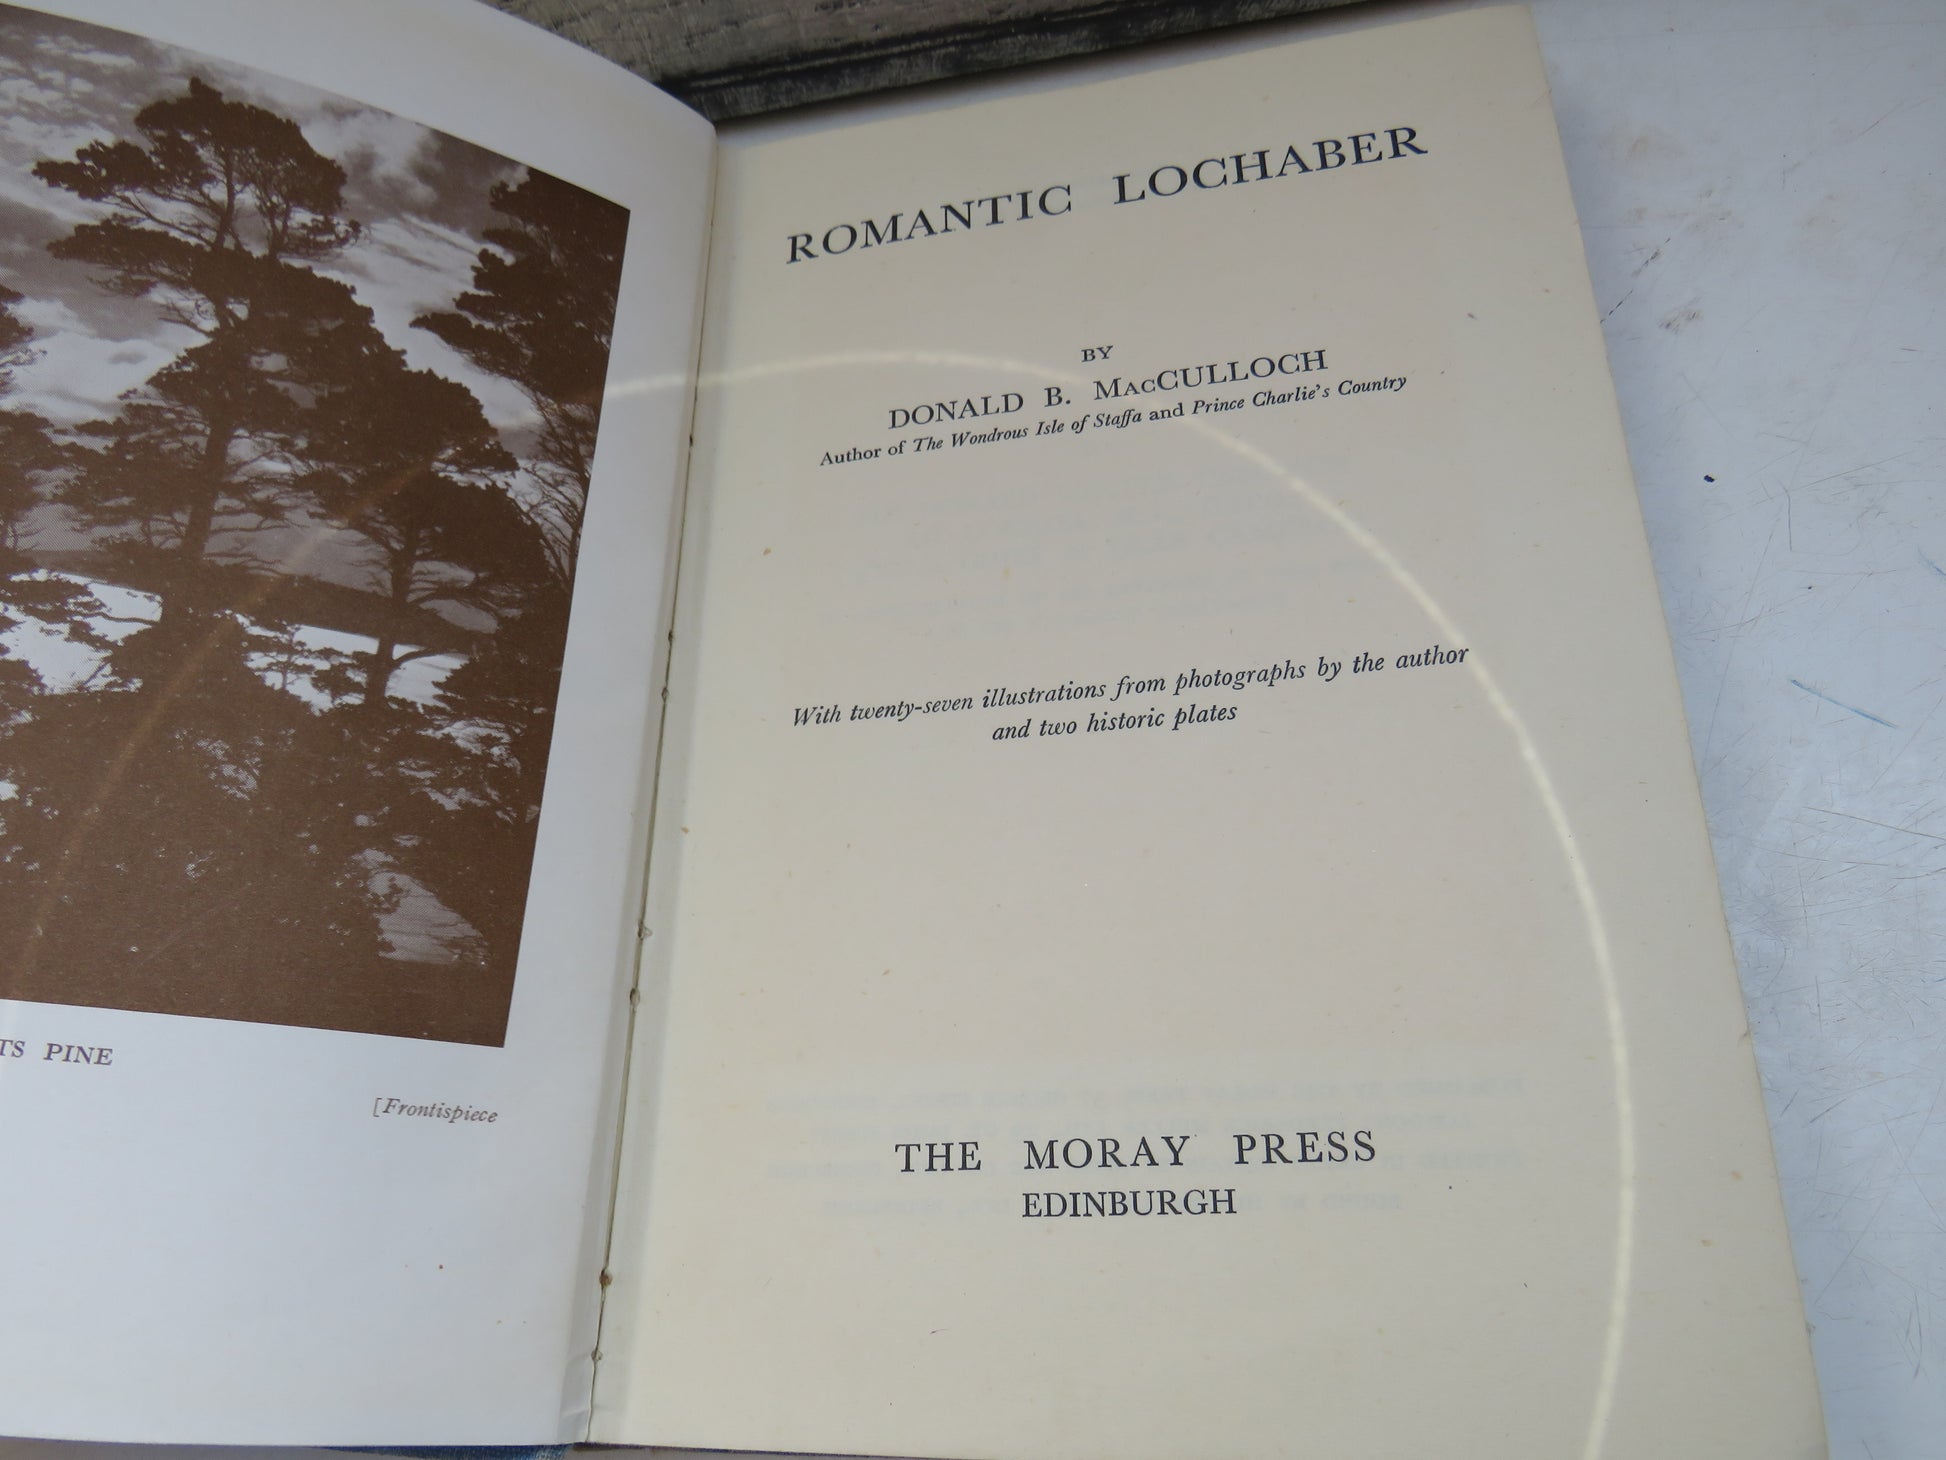 TS PINE
[Frontispiece
ROMANTIC LOCHABER
BY
DONALD B. MACCULLOCH
Author of The Wondrous Isle of Staffa and Prince Charlie's Country
With twenty-seven illustrations from photographs by the author
and two historic plates
THE MORAY PRESS
EDINBURGH